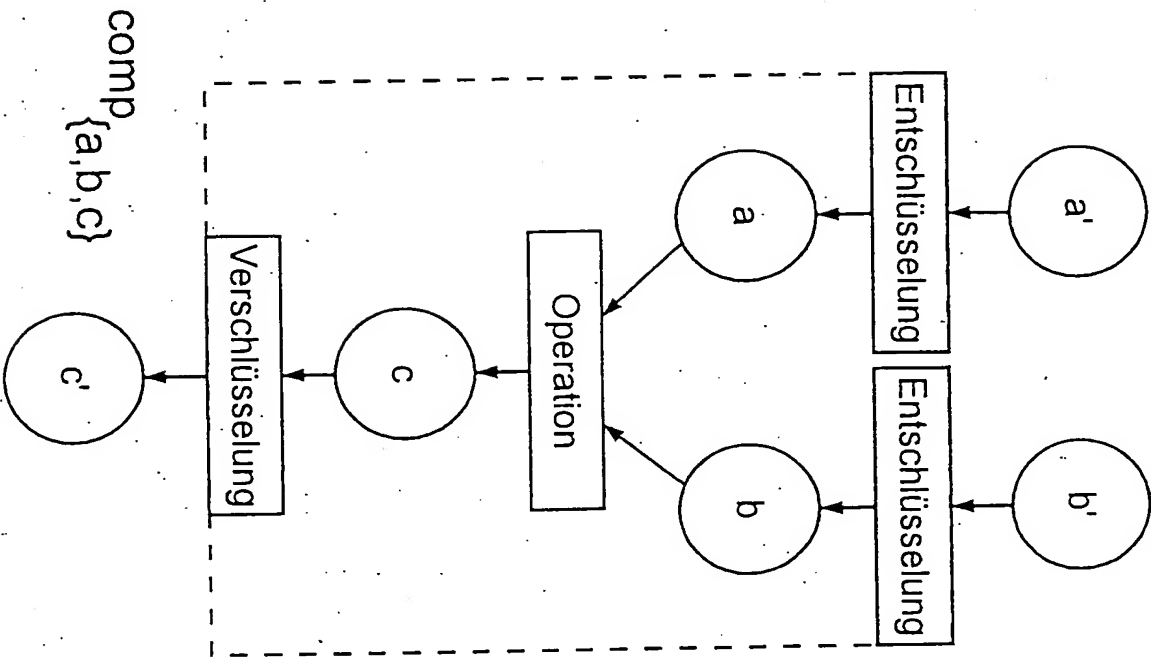 a'
b'
Entschlüsselung
Entschlüsselung
a
b
Operation
c
Verschlüsselung
comp
{a,b,c}
c'